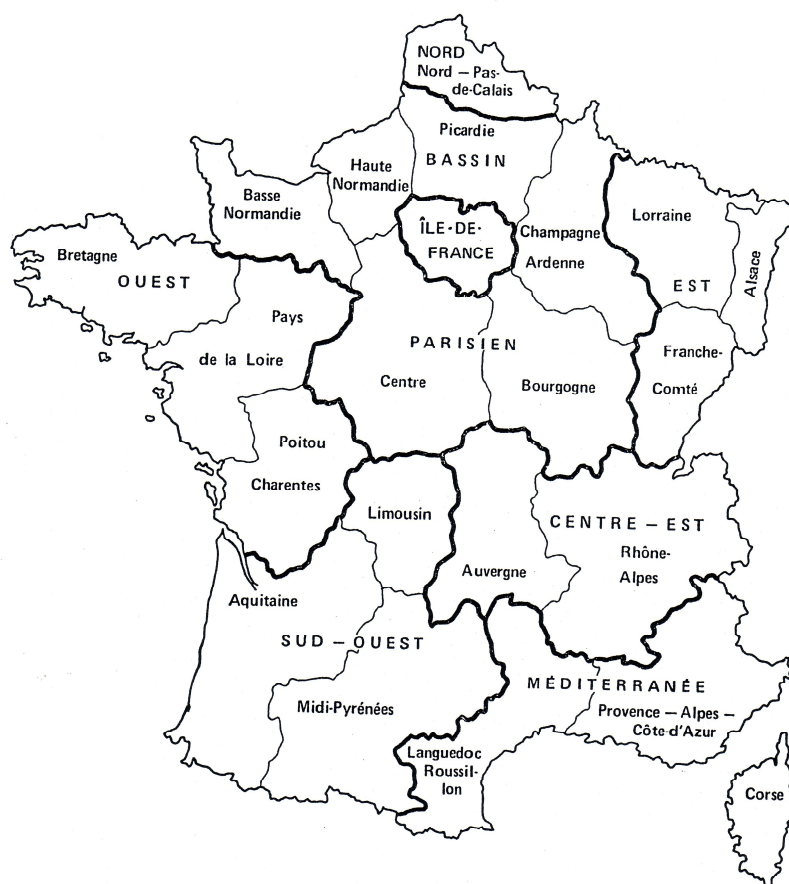 NORD
Nord – Pas-
de-Calais
Picardie
BASSIN
Haute
Normandie
Basse
Normandie
ÎLE-DE-
FRANCE
Champagne
Ardenne
Lorraine
EST
Alsace
Bretagne
OUEST
Pays
de la Loire
PARISIEN
Centre
Bourgogne
Franche-
Comté
Poitou
Charentes
Limousin
CENTRE – EST
Rhône-
Alpes
Auvergne
Aquitaine
SUD – OUEST
Midi-Pyrénées
MÉDITERRANÉE
Provence – Alpes –
Côte-d'Azur
Languedoc
Roussil-
lon
Corse